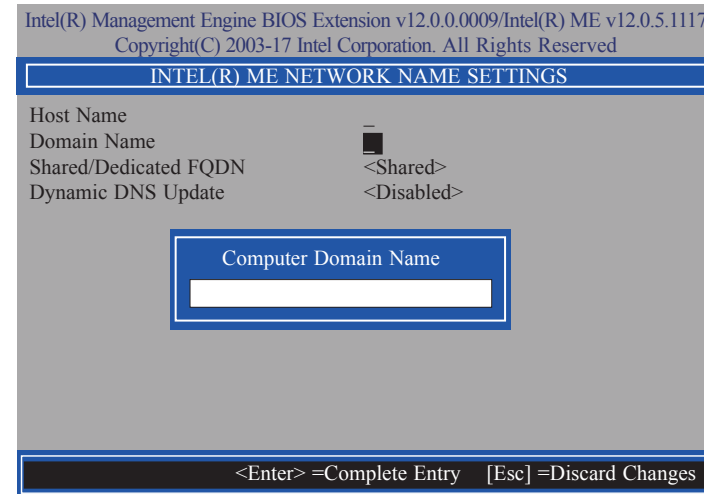 Intel(R) Management Engine BIOS Extension v12.0.0.0009/Intel(R) ME v12.0.5.1117
Copyright(C) 2003-17 Intel Corporation. All Rights Reserved
INTEL(R) ME NETWORK NAME SETTINGS
Host Name _
Domain Name _
Shared/Dedicated FQDN <Shared>
Dynamic DNS Update <Disabled>
Computer Domain Name
<Enter> =Complete Entry [Esc] =Discard Changes